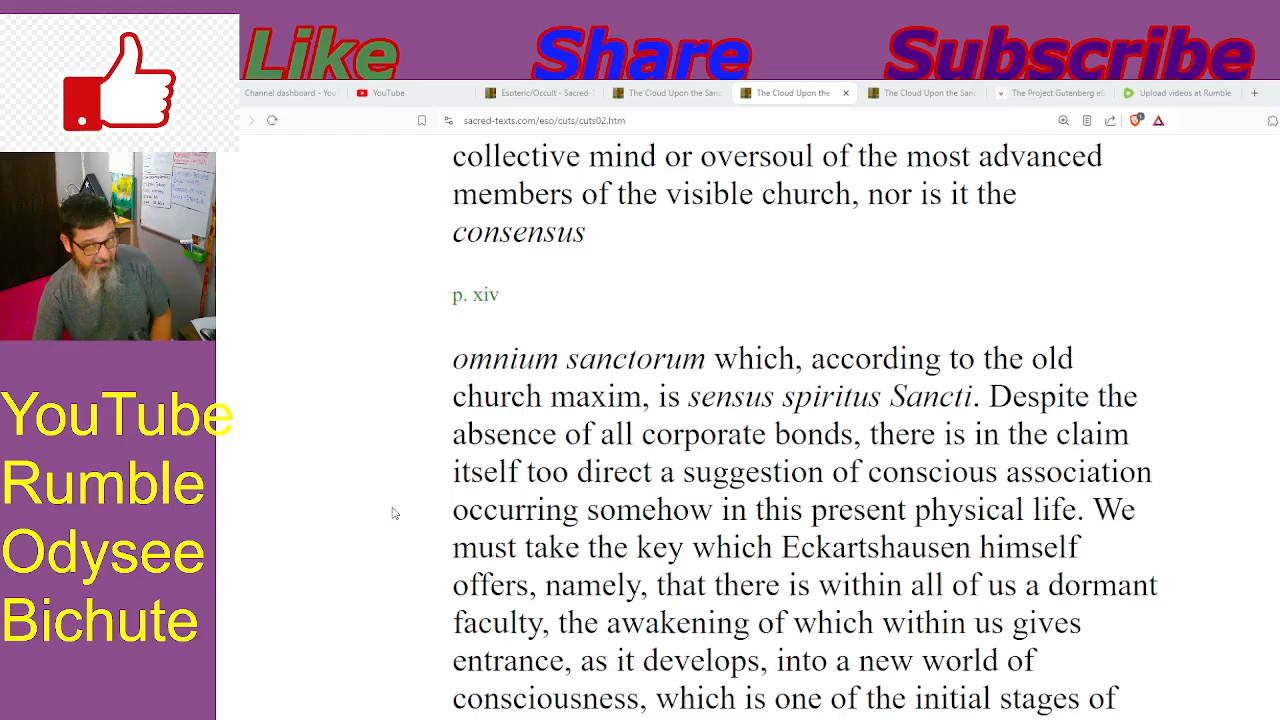 Like Share Subscribe
Channel dashboard - You
YouTube
Esoteric/Occult - Sacred-T
The Cloud Upon the Sanc
The Cloud Upon the
The Cloud Upon the Sanc
The Project Gutenberg eB
Upload videos at Rumble
sacred-texts.com/eso/cuts/cuts02.htm
collective mind or oversoul of the most advanced
members of the visible church, nor is it the
consensus
p. xiv
omnium sanctorum which, according to the old
church maxim, is sensus spiritus Sancti. Despite the
absence of all corporate bonds, there is in the claim
itself too direct a suggestion of conscious association
occurring somehow in this present physical life. We
must take the key which Eckartshausen himself
offers, namely, that there is within all of us a dormant
faculty, the awakening of which within us gives
entrance, as it develops, into a new world of
consciousness, which is one of the initial stages of
YouTube
Rumble
Odysee
Bichute